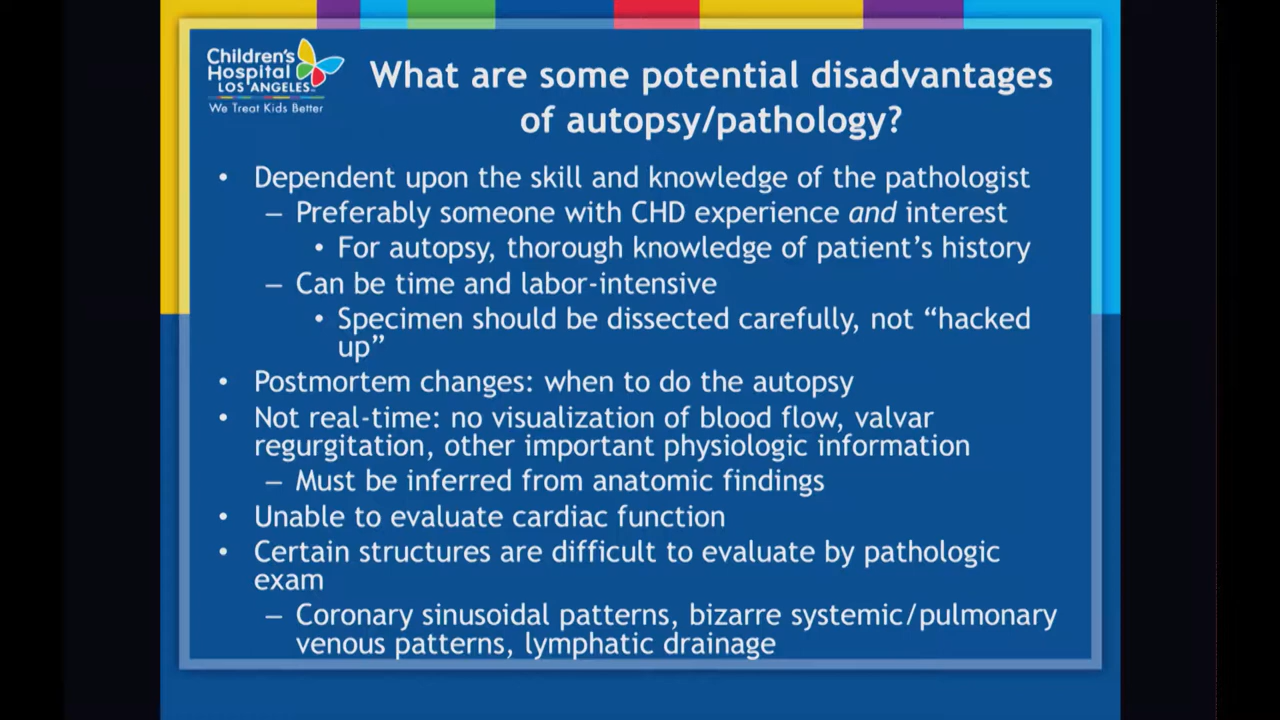 Children's
Hospital
LOS ANGELES
We Treat Kids Better
What are some potential disadvantages
of autopsy/pathology?
• Dependent upon the skill and knowledge of the pathologist
– Preferably someone with CHD experience and interest
• For autopsy, thorough knowledge of patient's history
– Can be time and labor-intensive
• Specimen should be dissected carefully, not “hacked
up”
• Postmortem changes: when to do the autopsy
• Not real-time: no visualization of blood flow, valvar
regurgitation, other important physiologic information
– Must be inferred from anatomic findings
• Unable to evaluate cardiac function
• Certain structures are difficult to evaluate by pathologic
exam
– Coronary sinusoidal patterns, bizarre systemic/pulmonary
venous patterns, lymphatic drainage